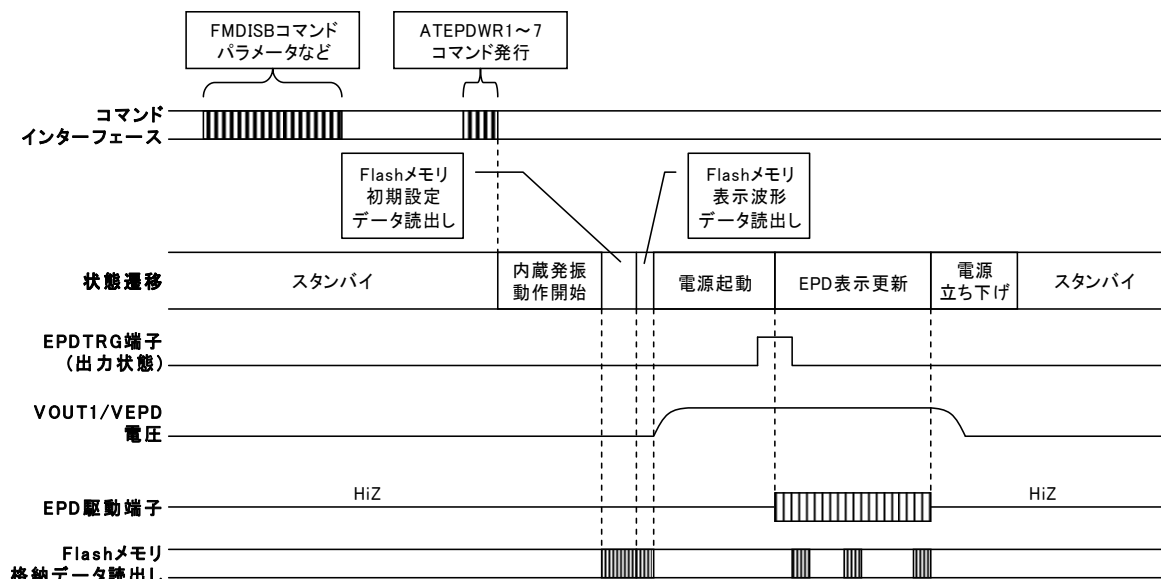 FMDISBコマンド
パラメータなど
ATEPDWR1～7
コマンド発行
コマンド
インターフェース
Flashメモリ
初期設定
データ読出し
Flashメモリ
表示波形
データ読出し
状態遷移
スタンバイ
内蔵発振
動作開始
電源起動
EPD表示更新
電源
立ち下げ
スタンバイ
EPDTRG端子
(出力状態)
VOUT1/VEPD
電圧
EPD駆動端子
HiZ
HiZ
Flashメモリ
格納データ読出し